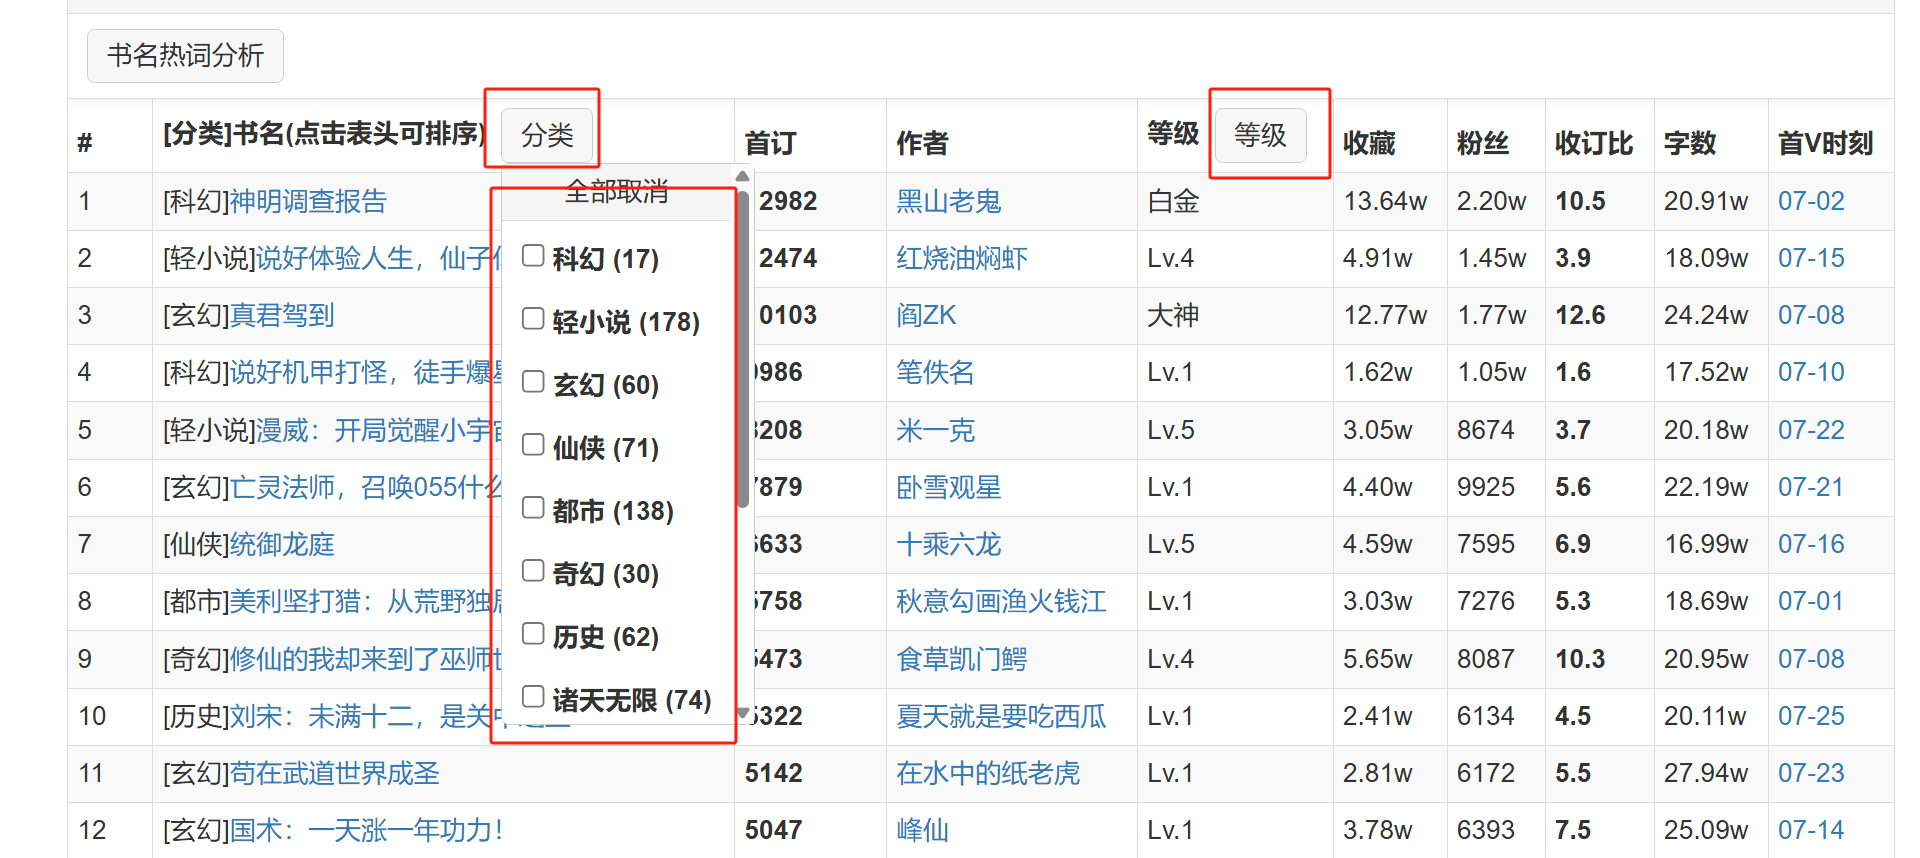 书名热词分析
# [分类]书名(点击表头可排序) 分类 首订 作者 等级 等级 收藏 粉丝 收订比 字数 首V时刻
全部取消
1 [科幻]神明调查报告 2982 黑山老鬼 白金 13.64w 2.20w 10.5 20.91w 07-02
2 [轻小说]说好体验人生，仙子 科幻 (17) 2474 红烧油焖虾 Lv.4 4.91w 1.45w 3.9 18.09w 07-15
3 [玄幻]真君驾到 轻小说 (178) 0103 阎ZK 大神 12.77w 1.77w 12.6 24.24w 07-08
4 [科幻]说好机甲打怪，徒手爆 玄幻 (60) 986 笔佚名 Lv.1 1.62w 1.05w 1.6 17.52w 07-10
5 [轻小说]漫威：开局觉醒小宇 仙侠 (71) 208 米一克 Lv.5 3.05w 8674 3.7 20.18w 07-22
6 [玄幻]亡灵法师，召唤055什么 都市 (138) 7879 卧雪观星 Lv.1 4.40w 9925 5.6 22.19w 07-21
7 [仙侠]统御龙庭 奇幻 (30) 6633 十乘六龙 Lv.5 4.59w 7595 6.9 16.99w 07-16
8 [都市]美利坚打猎：从荒野独 历史 (62) 5758 秋意勾画渔火钱江 Lv.1 3.03w 7276 5.3 18.69w 07-01
9 [奇幻]修仙的我却来到了巫师 诸天无限 (74) 5473 食草凯门鳄 Lv.4 5.65w 8087 10.3 20.95w 07-08
10 [历史]刘宋：未满十二，是关 5322 夏天就是要吃西瓜 Lv.1 2.41w 6134 4.5 20.11w 07-25
11 [玄幻]苟在武道世界成圣 5142 在水中的纸老虎 Lv.1 2.81w 6172 5.5 27.94w 07-23
12 [玄幻]国术：一天涨一年功力！ 5047 峰仙 Lv.1 3.78w 6393 7.5 25.09w 07-14